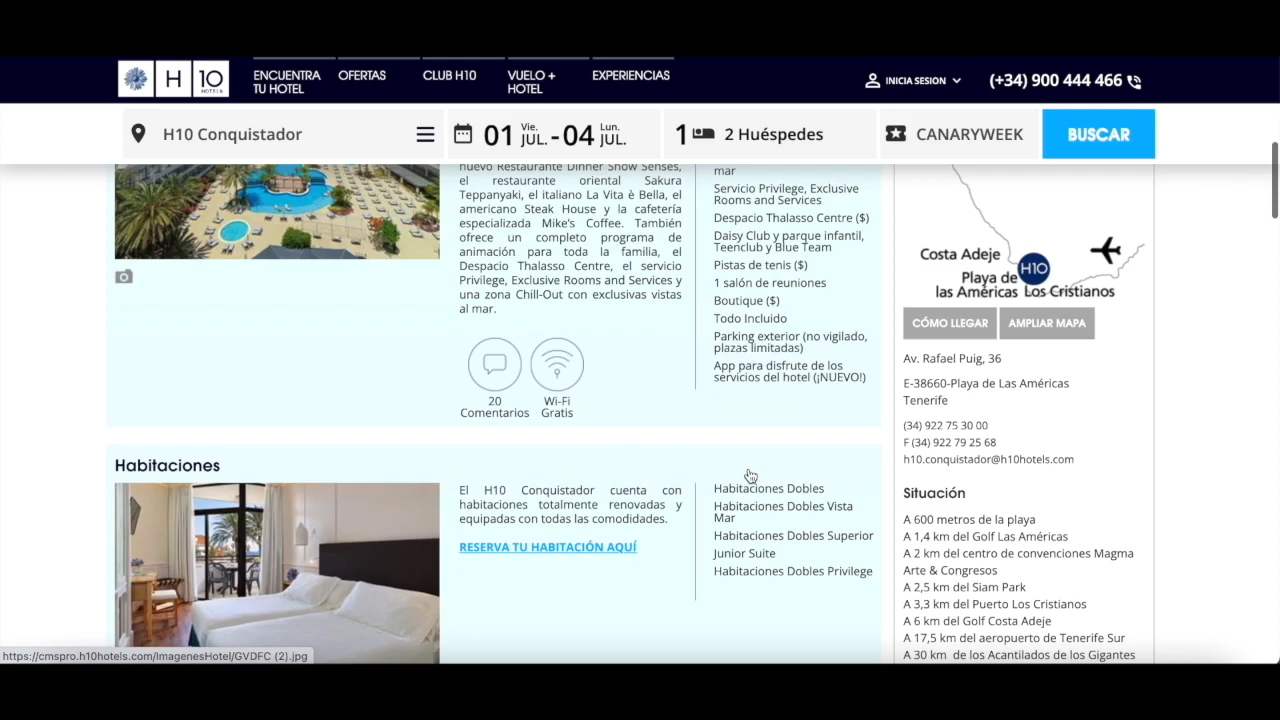 H 10
HOTELS
ENCUENTRA
TU HOTEL
OFERTAS
CLUB H10
VUELO +
HOTEL
EXPERIENCIAS
INICIA SESION
(+34) 900 444 466
H10 Conquistador
01 Vie. JUL. - 04 Lun. JUL.
1
2 Huéspedes
CANARYWEEK
BUSCAR
nuevo Restaurante Dinner Show Senses,
el restaurante oriental Sakura
Teppanyaki, el italiano La Vita è Bella, el
americano Steak House y la cafetería
especializada Mike's Coffee. También
ofrece un completo programa de
animación para toda la familia, el
Despacio Thalasso Centre, el servicio
Privilege, Exclusive Rooms and Services y
una zona Chill-Out con exclusivas vistas
al mar.
20
Comentarios
Wi-Fi
Gratis
mar
Servicio Privilege, Exclusive
Rooms and Services
Despacio Thalasso Centre ($)
Daisy Club y parque infantil,
Teenclub y Blue Team
Pistas de tenis ($)
1 salón de reuniones
Boutique ($)
Todo Incluido
Parking exterior (no vigilado,
plazas limitadas)
App para disfrute de los
servicios del hotel (¡NUEVO!)
Costa Adeje
H10
Playa de
las Américas
Los Cristianos
CÓMO LLEGAR
AMPLIAR MAPA
Av. Rafael Puig, 36
E-38660-Playa de Las Américas
Tenerife
(34) 922 75 30 00
F (34) 922 79 25 68
h10.conquistador@h10hotels.com
Situación
A 600 metros de la playa
A 1,4 km del Golf Las Américas
A 2 km del centro de convenciones Magma
Arte & Congresos
A 2,5 km del Siam Park
A 3,3 km del Puerto Los Cristianos
A 6 km del Golf Costa Adeje
A 17,5 km del aeropuerto de Tenerife Sur
A 30 km de los Acantilados de los Gigantes
Habitaciones
El H10 Conquistador cuenta con
habitaciones totalmente renovadas y
equipadas con todas las comodidades.
RESERVA TU HABITACIÓN AQUÍ
Habitaciones Dobles
Habitaciones Dobles Vista
Mar
Habitaciones Dobles Superior
Junior Suite
Habitaciones Dobles Privilege
https://cmspro.h10hotels.com/ImagenesHotel/GVDFC (2).jpg